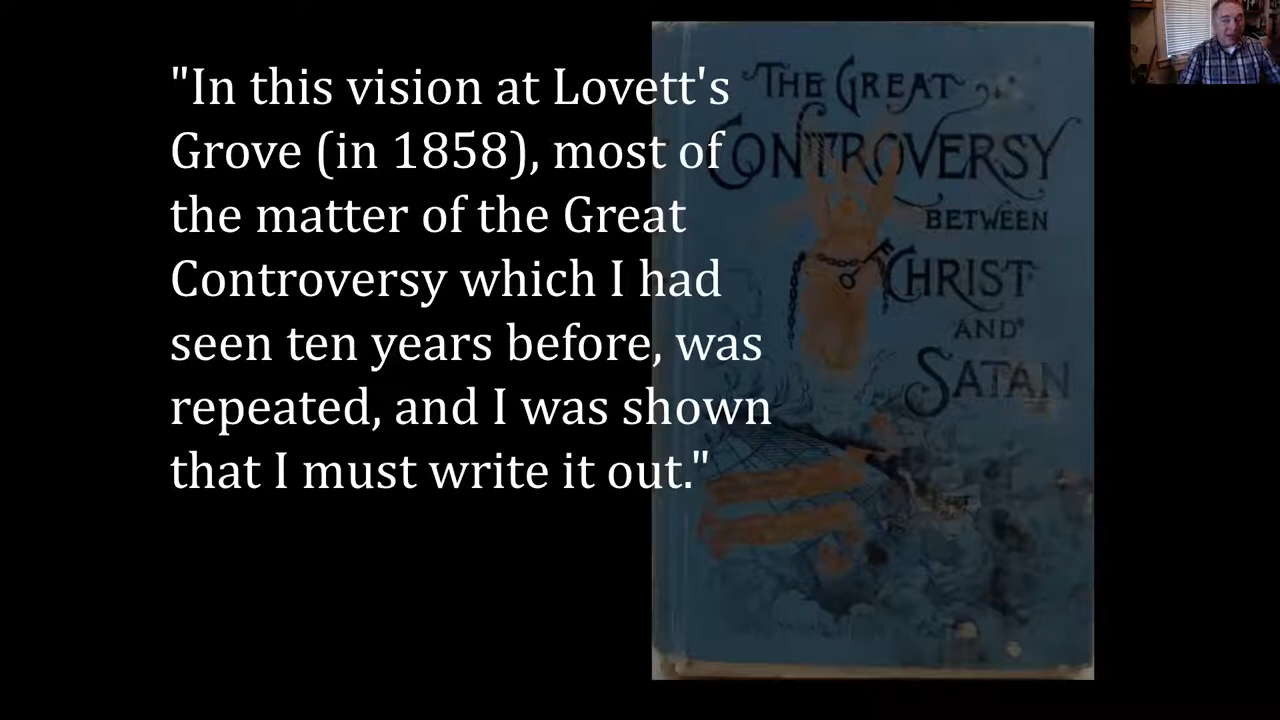 "In this vision at Lovett's
Grove (in 1858), most of
the matter of the Great
Controversy which I had
seen ten years before, was
repeated, and I was shown
that I must write it out."
THE GREAT
CONTROVERSY
BETWEEN
CHRIST
AND
SATAN